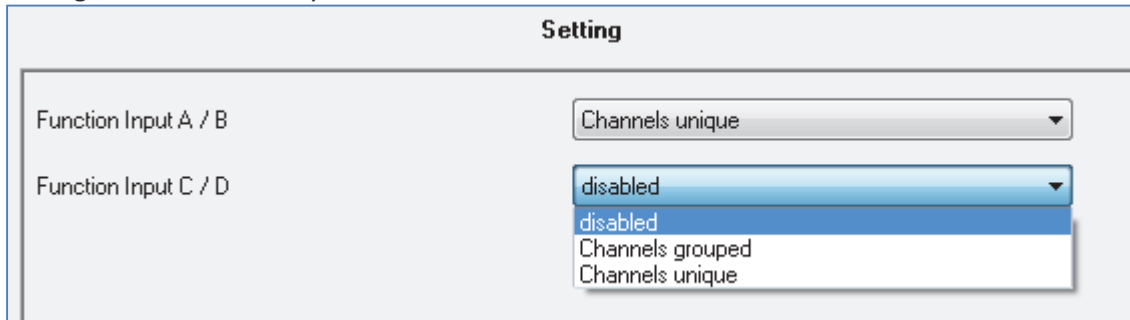 Setting
Function Input A / B Channels unique
Function Input C / D disabled
disabled
Channels grouped
Channels unique